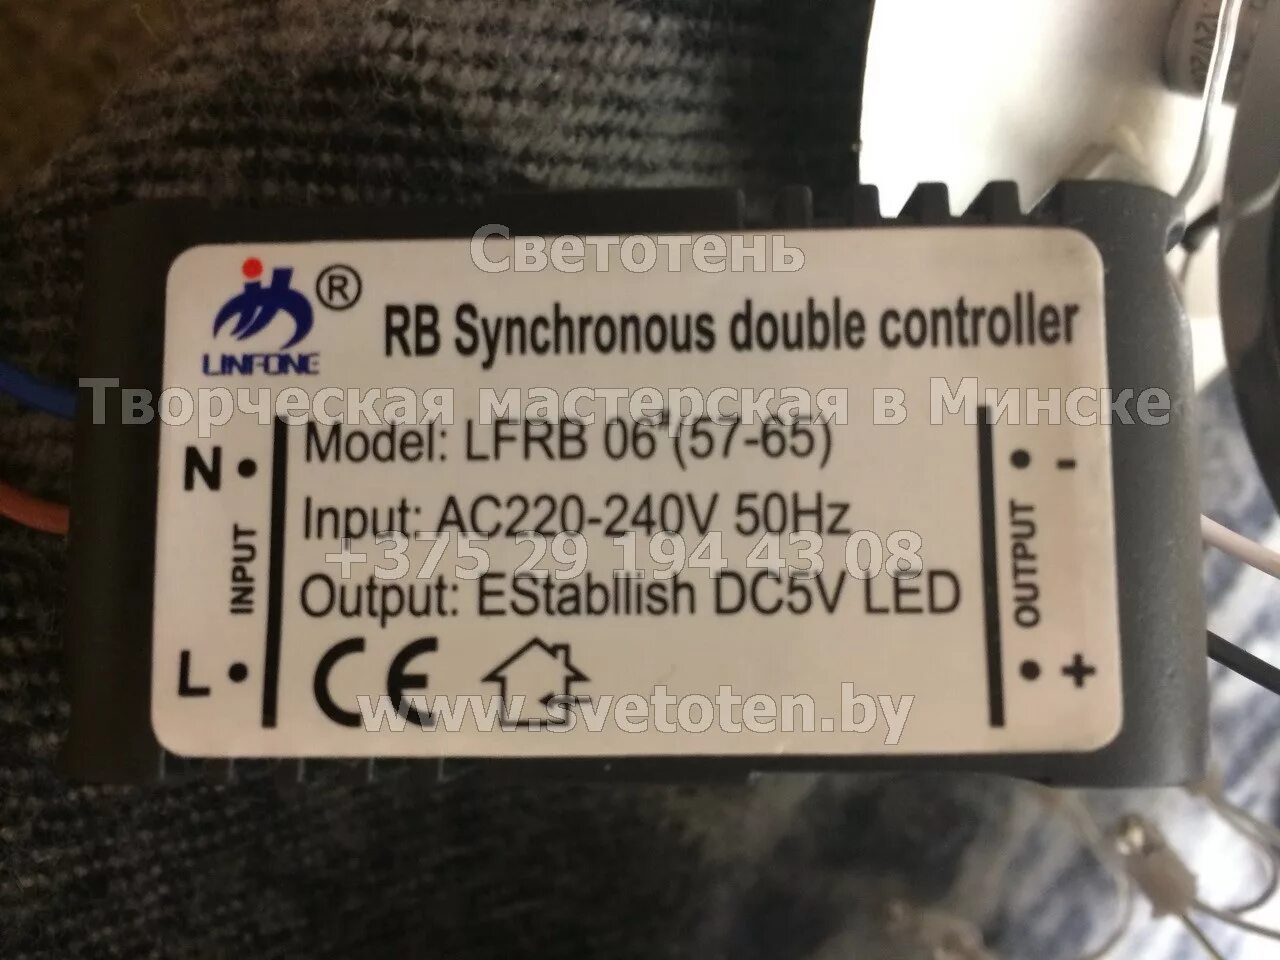 Светотень
LINFONE ®
RB Synchronous double controller
Творческая мастерская в Минске
Model: LFRB 06#(57-65)
N
-
Input: AC220-240V 50Hz
INPUT
OUTPUT
+375 29 194 43 08
Output: EStabllish DC5V LED
L
+
CE
www.svetoten.by